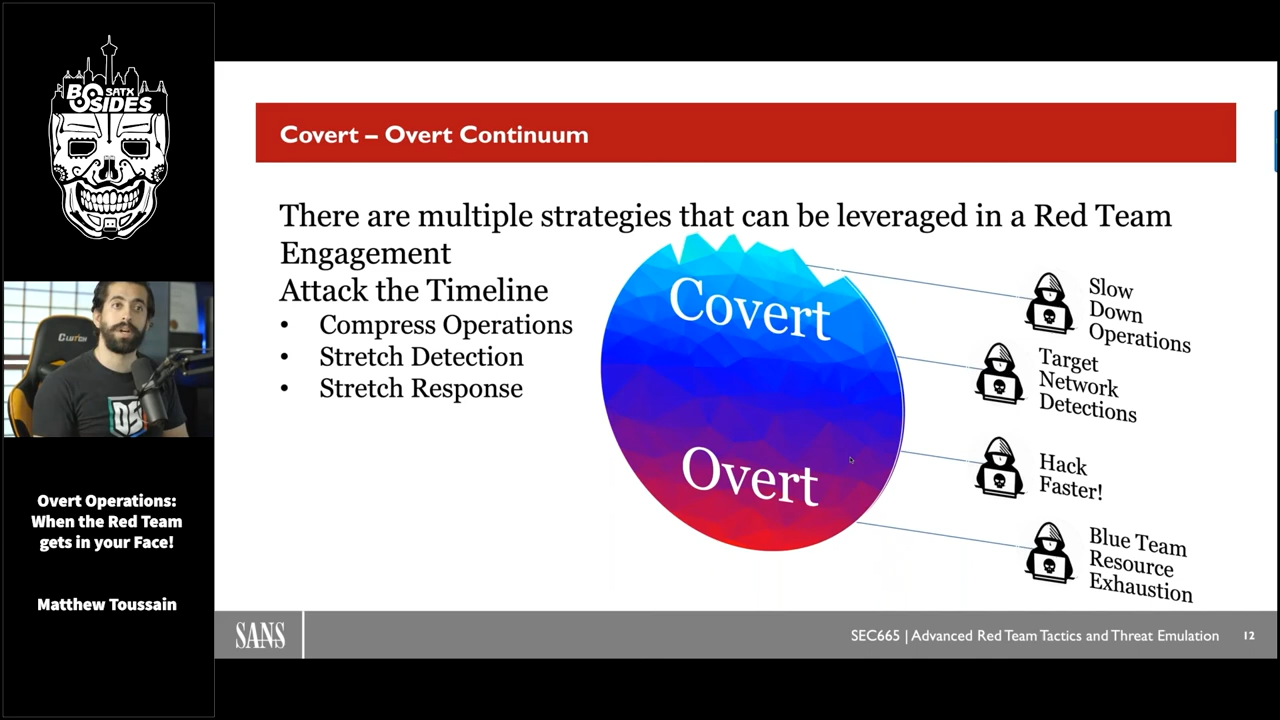 BSIDES
SATX
CLUTCH
DS
Overt Operations:
When the Red Team
gets in your Face!
Matthew Toussain
Covert – Overt Continuum
There are multiple strategies that can be leveraged in a Red Team
Engagement
Attack the Timeline
• Compress Operations
• Stretch Detection
• Stretch Response
Covert
Overt
Slow
Down
Operations
Target
Network
Detections
Hack
Faster!
Blue Team
Resource
Exhaustion
SANS
SEC665 | Advanced Red Team Tactics and Threat Emulation
12